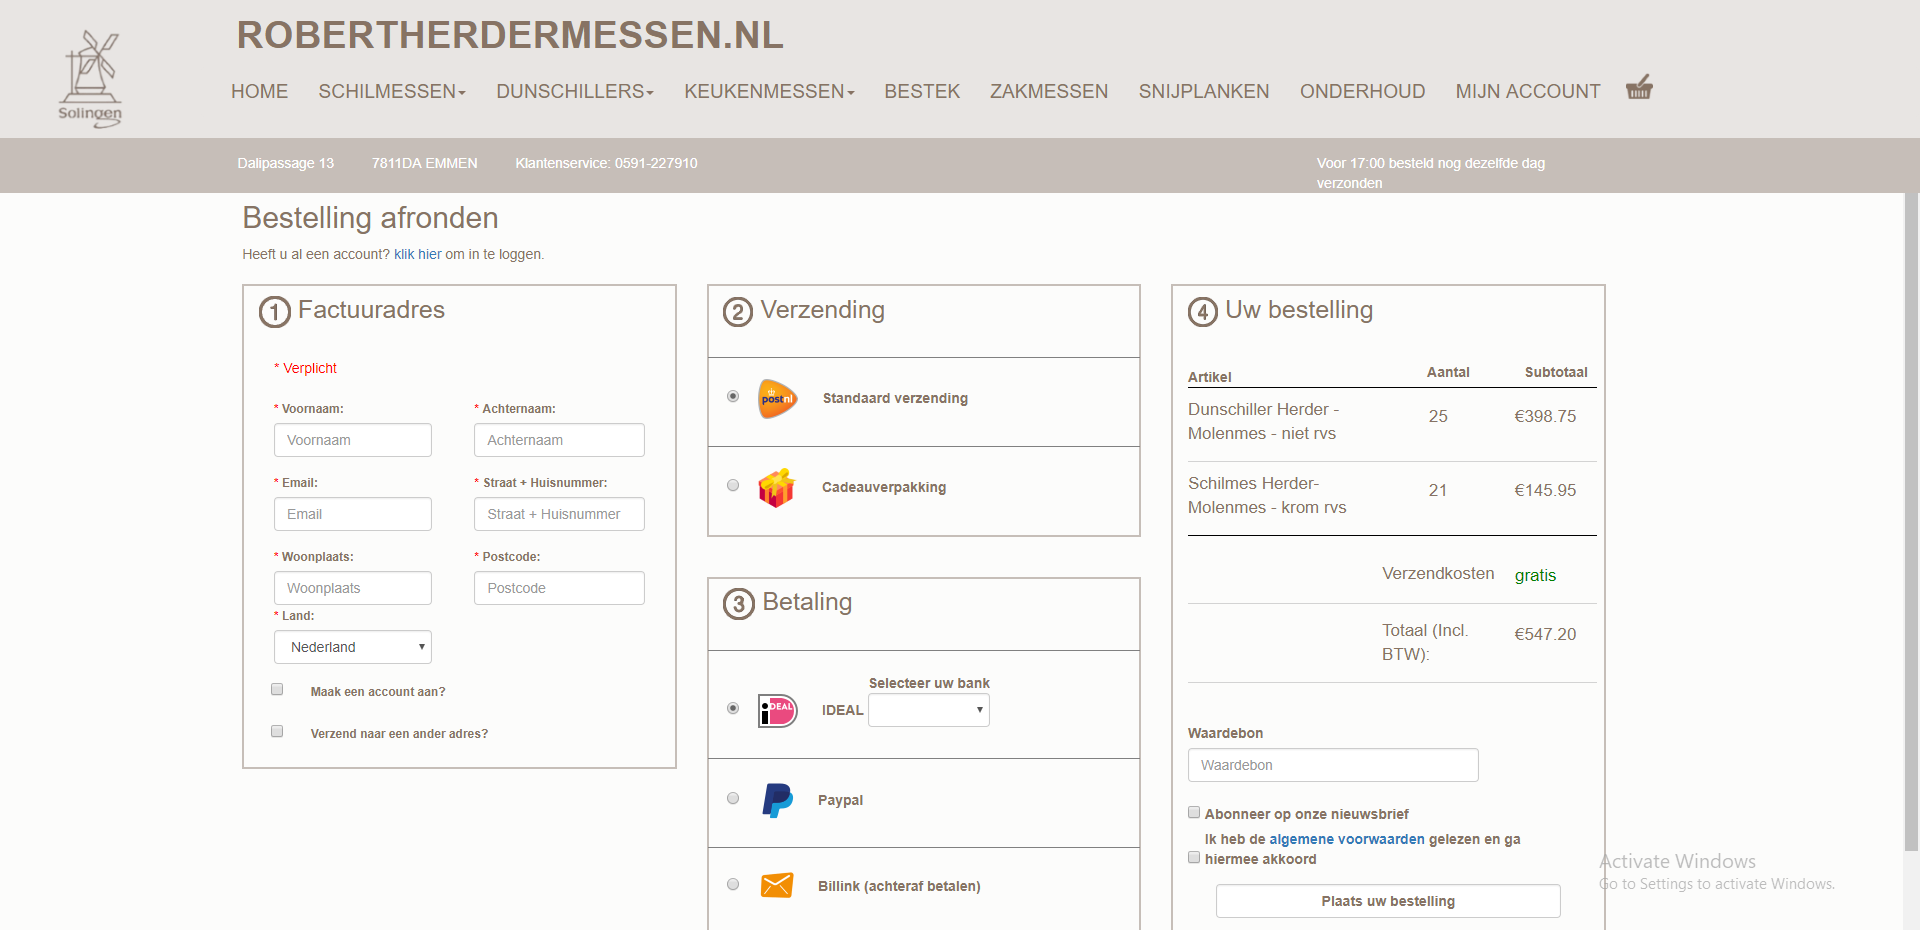 ROBERTHERDERMESSEN.NL
Solingen
HOME SCHILMESSEN DUNSCHILLERS KEUKENMESSEN BESTEK ZAKMESSEN SNIJPLANKEN ONDERHOUD MIJN ACCOUNT
Dalipassage 13 7811DA EMMEN Klantenservice: 0591-227910
Voor 17:00 besteld nog dezelfde dag
verzonden
Bestelling afronden
Heeft u al een account? klik hier om in te loggen.
1 Factuuradres
* Verplicht
* Voornaam: * Achternaam:
Voornaam Achternaam
* Email: * Straat + Huisnummer:
Email Straat + Huisnummer
* Woonplaats: * Postcode:
Woonplaats Postcode
* Land:
Nederland
Maak een account aan?
Verzend naar een ander adres?
2 Verzending
postnl Standaard verzending
Cadeauverpakking
3 Betaling
Selecteer uw bank
iDEAL IDEAL
Paypal
Billink (achteraf betalen)
4 Uw bestelling
Artikel Aantal Subtotaal
Dunschiller Herder - 25 €398.75
Molenmes - niet rvs
Schilmes Herder- 21 €145.95
Molenmes - krom rvs
Verzendkosten gratis
Totaal (Incl. €547.20
BTW):
Waardebon
Waardebon
Abonneer op onze nieuwsbrief
Ik heb de algemene voorwaarden gelezen en ga
hiermee akkoord
Plaats uw bestelling
Activate Windows
Go to Settings to activate Windows.